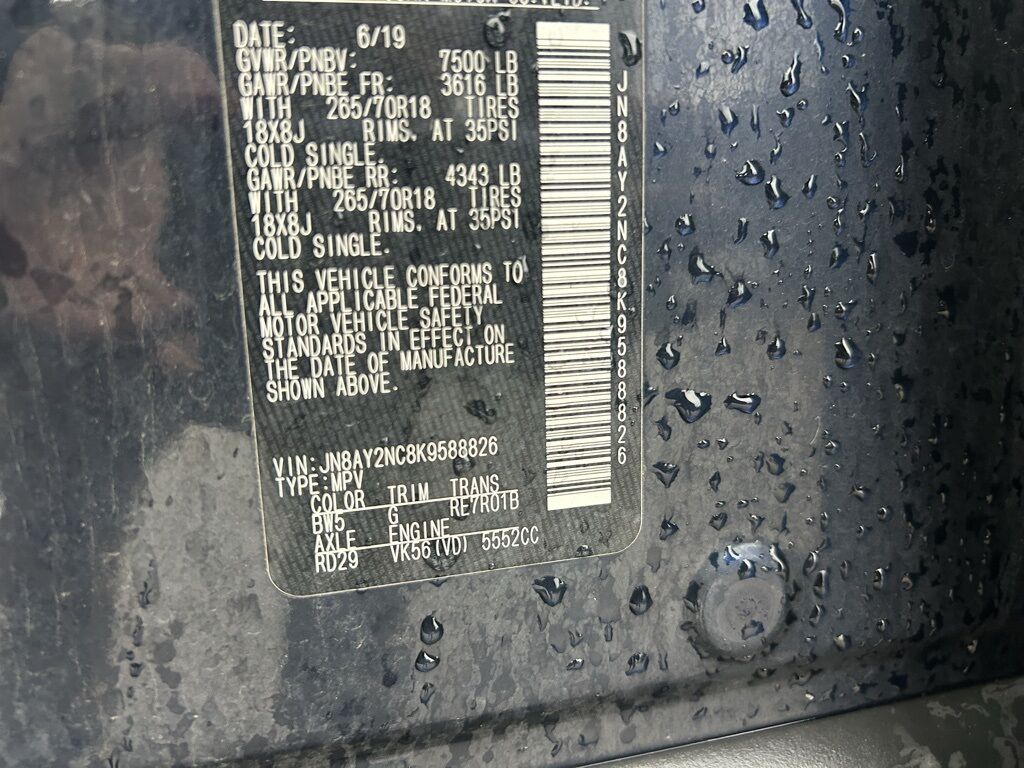 DATE: 6/19
GVWR/PNBV: 7500 LB
GAWR/PNBE FR: 3616 LB
WITH 265/70R18 TIRES
18X8J RIMS. AT 35PSI
COLD SINGLE.
GAWR/PNBE RR: 4343 LB
WITH 265/70R18 TIRES
18X8J RIMS. AT 35PSI
COLD SINGLE.
THIS VEHICLE CONFORMS TO
ALL APPLICABLE FEDERAL
MOTOR VEHICLE SAFETY
STANDARDS IN EFFECT ON
THE DATE OF MANUFACTURE
SHOWN ABOVE.
VIN:JN8AY2NC8K9588826
TYPE:MPV
COLOR TRIM TRANS
BW5 G RE7R01B
AXLE ENGINE
RD29 VK56(VD) 5552CC
JN8AY2NC8K9588826